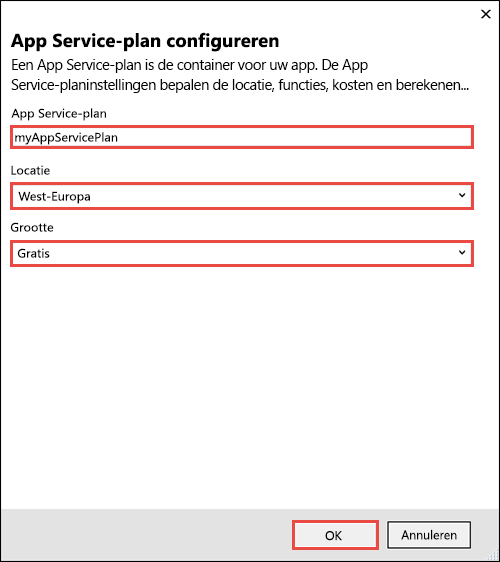 App Service-plan configureren
Een App Service-plan is de container voor uw app. De App
Service-planinstellingen bepalen de locatie, functies, kosten en berekenen...
App Service-plan
myAppServicePlan
Locatie
West-Europa
Grootte
Gratis
OK
Annuleren